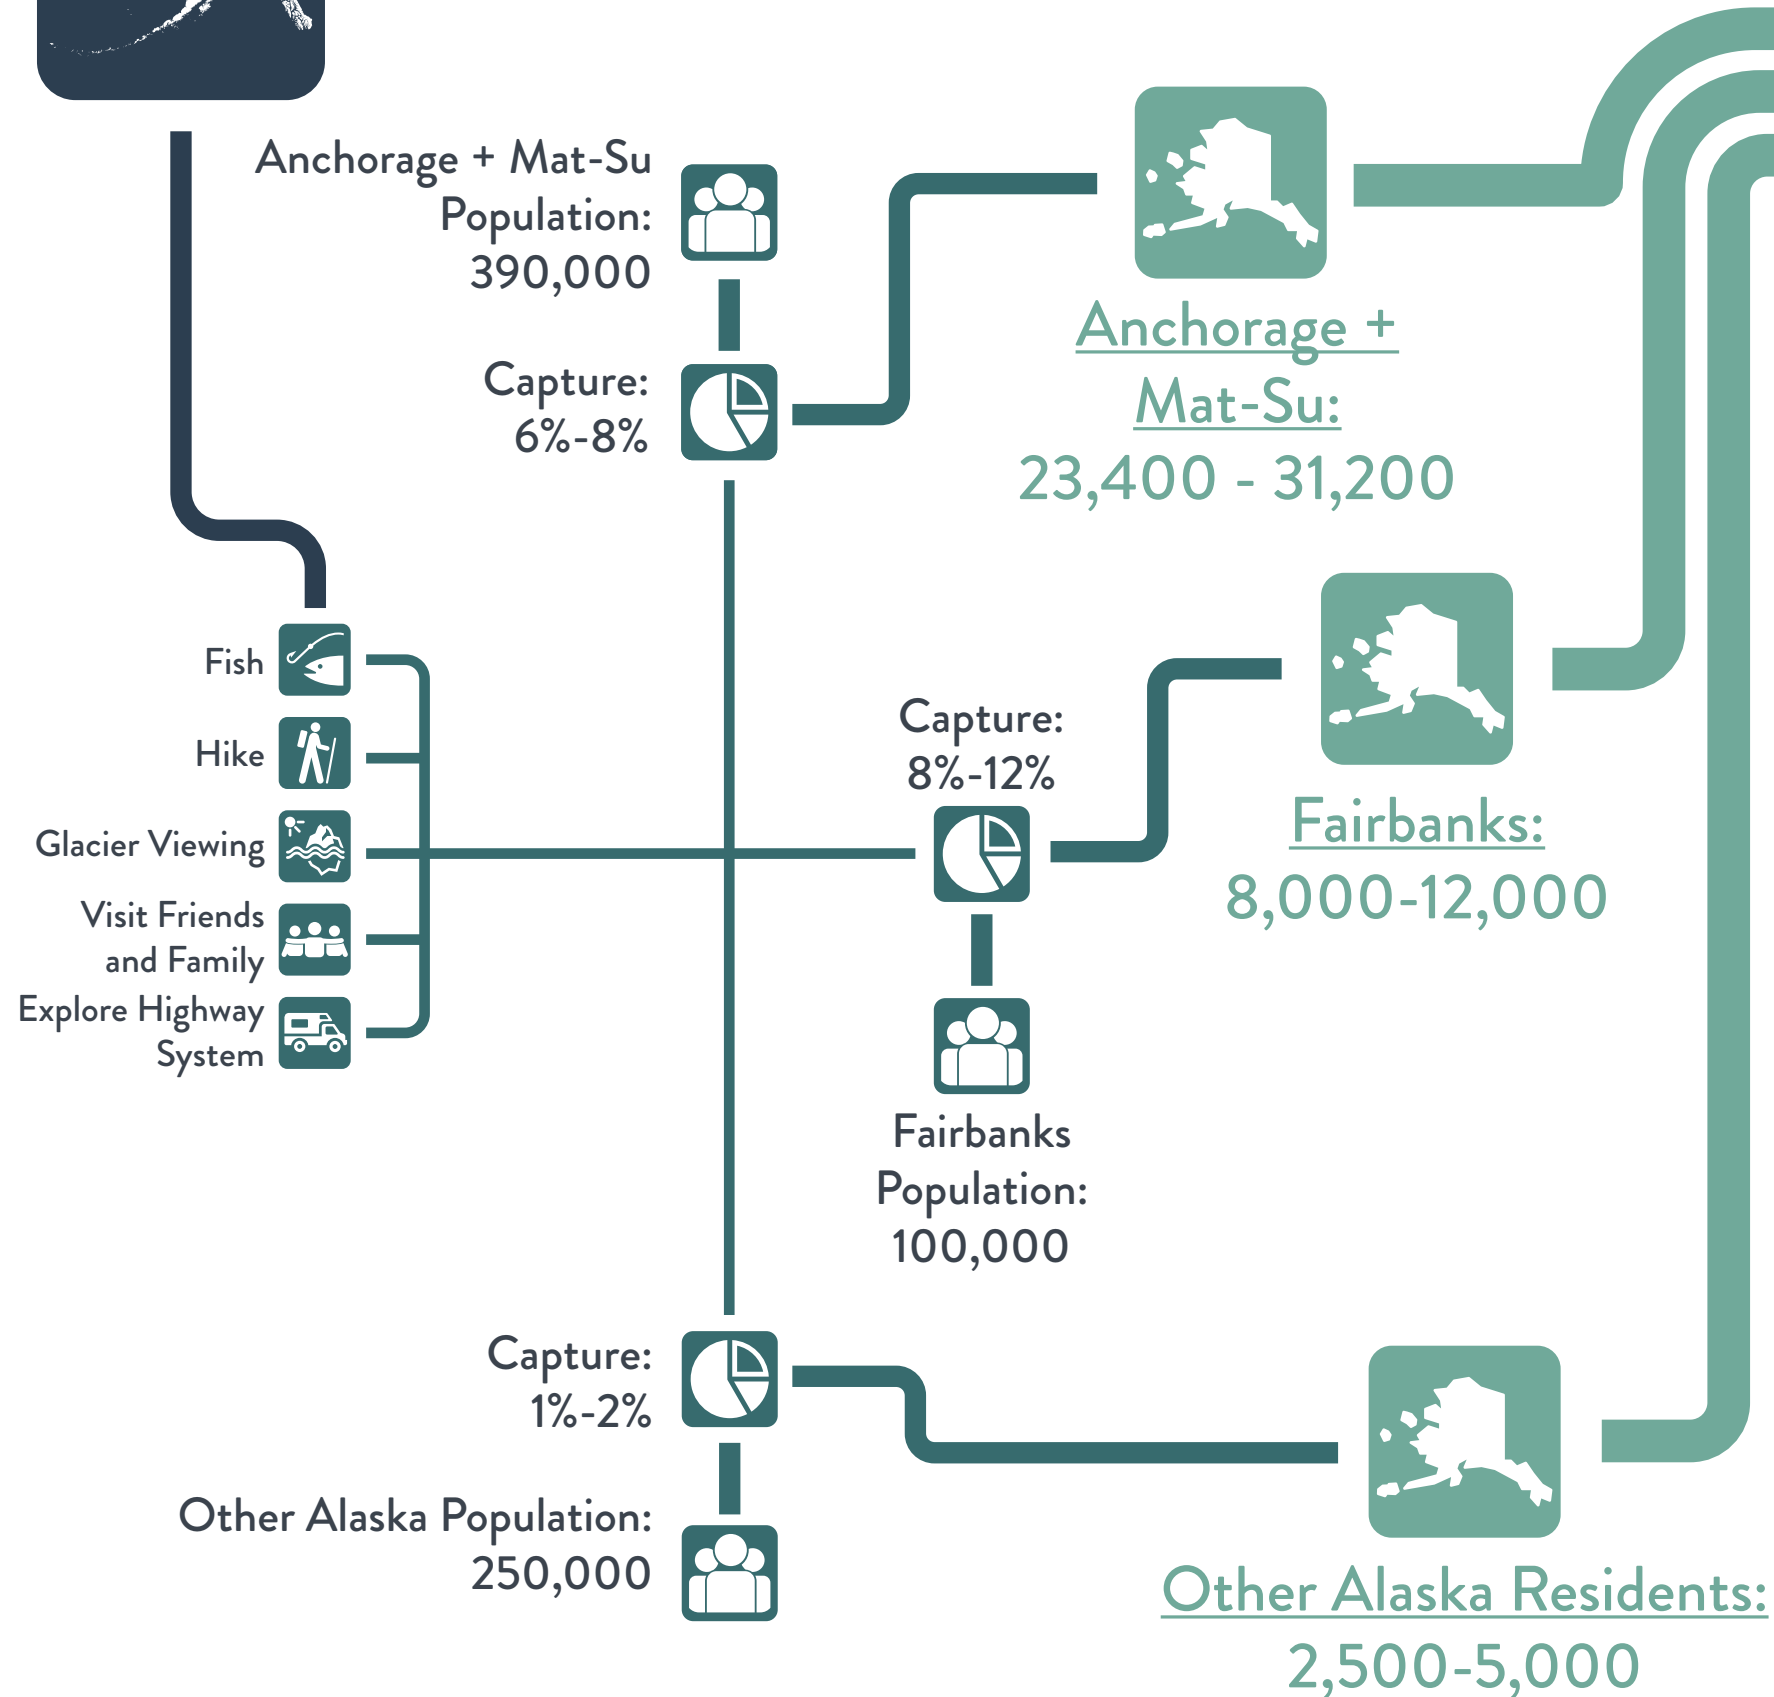 Anchorage + Mat-Su
Population:
390,000
Capture:
6%-8%
Anchorage +
Mat-Su:
23,400 - 31,200
Fish
Hike
Glacier Viewing
Visit Friends
and Family
Explore Highway
System
Capture:
8%-12%
Fairbanks
Population:
100,000
Fairbanks:
8,000-12,000
Capture:
1%-2%
Other Alaska Population:
250,000
Other Alaska Residents:
2,500-5,000